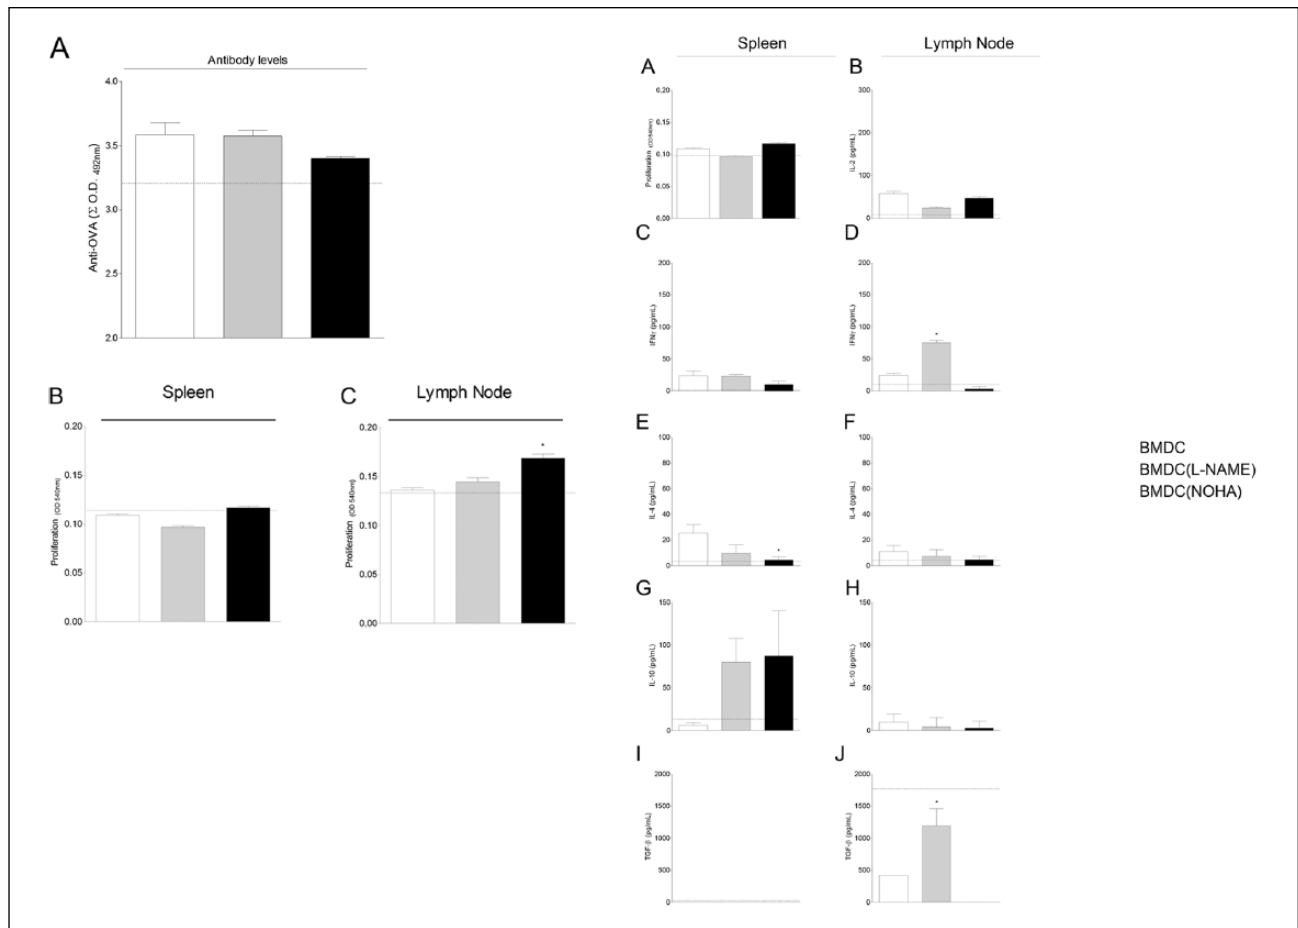 A
Antibody levels
4.0
3.5
3.0
2.5
2.0
Anti-OVA (Σ O.D. 492nm)
B
Spleen
0.20
0.15
0.10
0.05
0.00
Proliferation (OD 540nm)
C
Lymph Node
0.20
0.15
0.10
0.05
0.00
Proliferation (OD 540nm)
*
Spleen
Lymph Node
A
0.20
0.15
0.10
0.05
0.00
Proliferation (OD 540nm)
B
300
200
100
0
IL-2 (pg/mL)
C
200
150
100
50
0
IFNγ (pg/mL)
D
200
150
100
50
0
IFNγ (pg/mL)
*
E
100
80
60
40
20
0
IL-4 (pg/mL)
*
F
100
80
60
40
20
0
IL-4 (pg/mL)
G
150
100
50
0
IL-10 (pg/mL)
H
150
100
50
0
IL-10 (pg/mL)
I
2000
1500
1000
500
0
TGF-β (pg/mL)
J
2000
1500
1000
500
0
TGF-β (pg/mL)
*
BMDC
BMDC(L-NAME)
BMDC(NOHA)